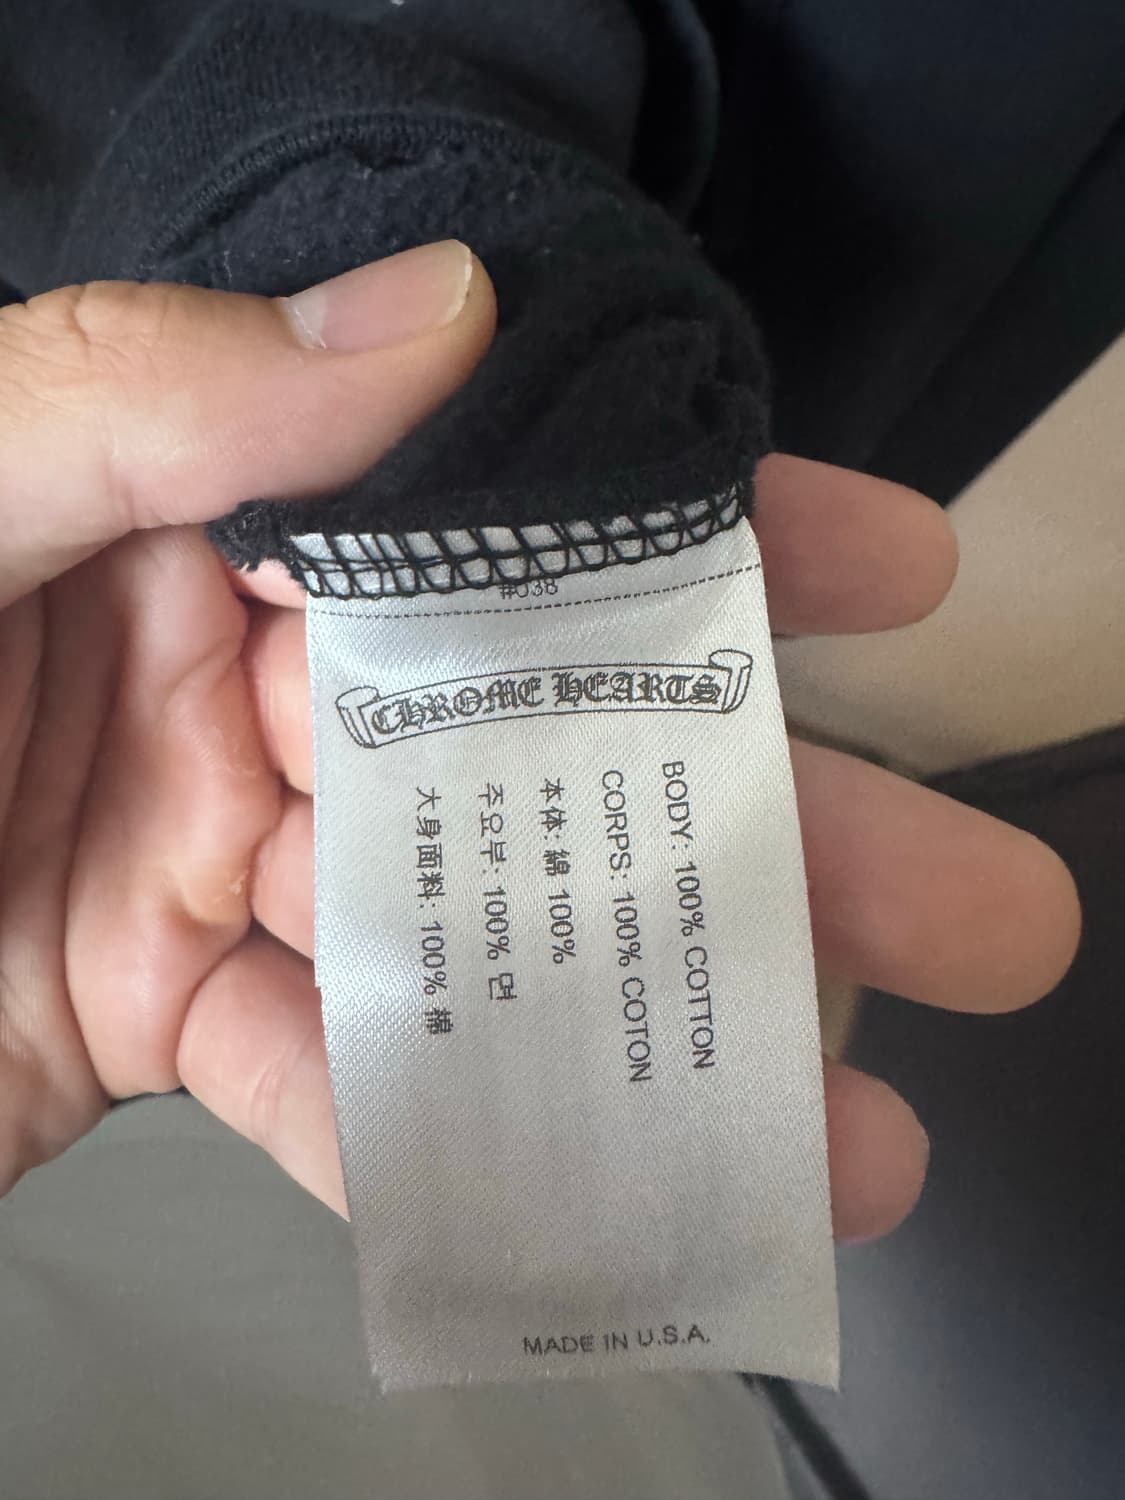 #038
CHROME HEARTS
BODY: 100% COTTON
CORPS: 100% COTON
本体: 綿 100%
주요부: 100% 면
大身面料: 100% 棉
MADE IN U.S.A.